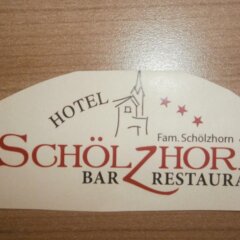 HOTEL
Fam. Schölzhorn
SCHÖLZHOR
BAR RESTAURA